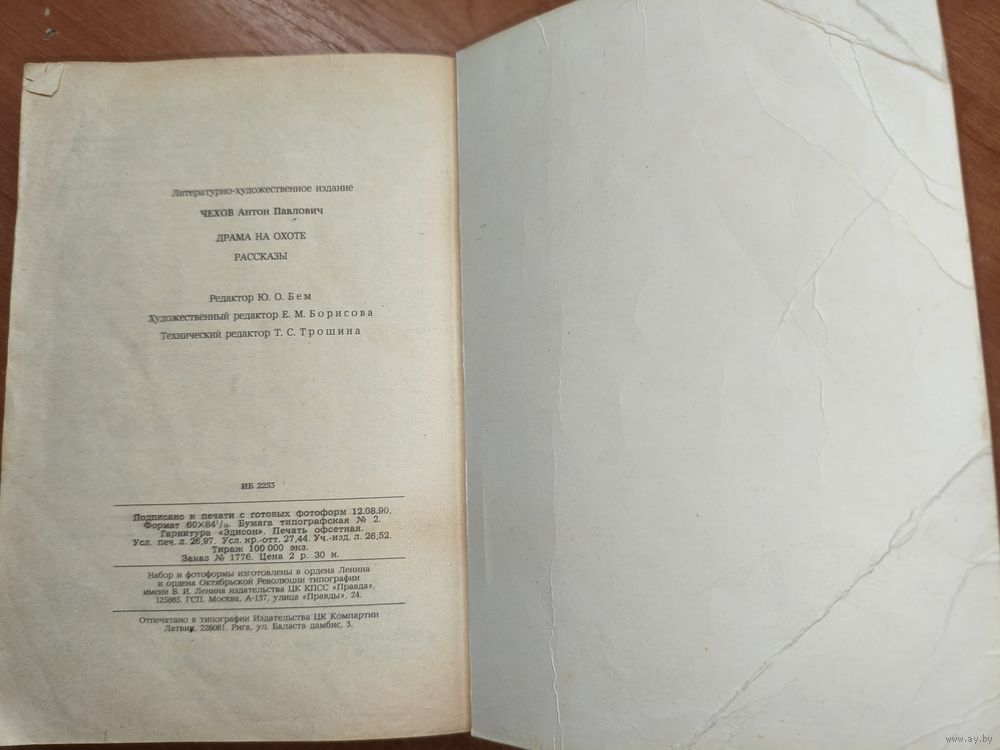 Литературно-художественное издание
ЧЕХОВ Антон Павлович
ДРАМА НА ОХОТЕ
РАССКАЗЫ
Редактор Ю. О. Бем
Художественный редактор Е. М. Борисова
Технический редактор Т. С. Трошина
ИБ 2253
Подписано к печати с готовых фотоформ 12.08.90.
Формат 60×84¹/₁₆. Бумага типографская № 2.
Гарнитура «Эдисон». Печать офсетная.
Усл. печ. л. 26,97. Усл. кр.-отт. 27,44. Уч.-изд. л. 26,52.
Тираж 100 000 экз.
Заказ № 1776. Цена 2 р. 30 к.
Набор и фотоформы изготовлены в ордена Ленина
и ордена Октябрьской Революции типографии
имени В. И. Ленина издательства ЦК КПСС «Правда».
125865. ГСП, Москва, А-137, улица «Правды», 24.
Отпечатано в типографии Издательства ЦК Компартии
Латвии, 226081, Рига, ул. Баласта дамбис, 3.
www.ay.by